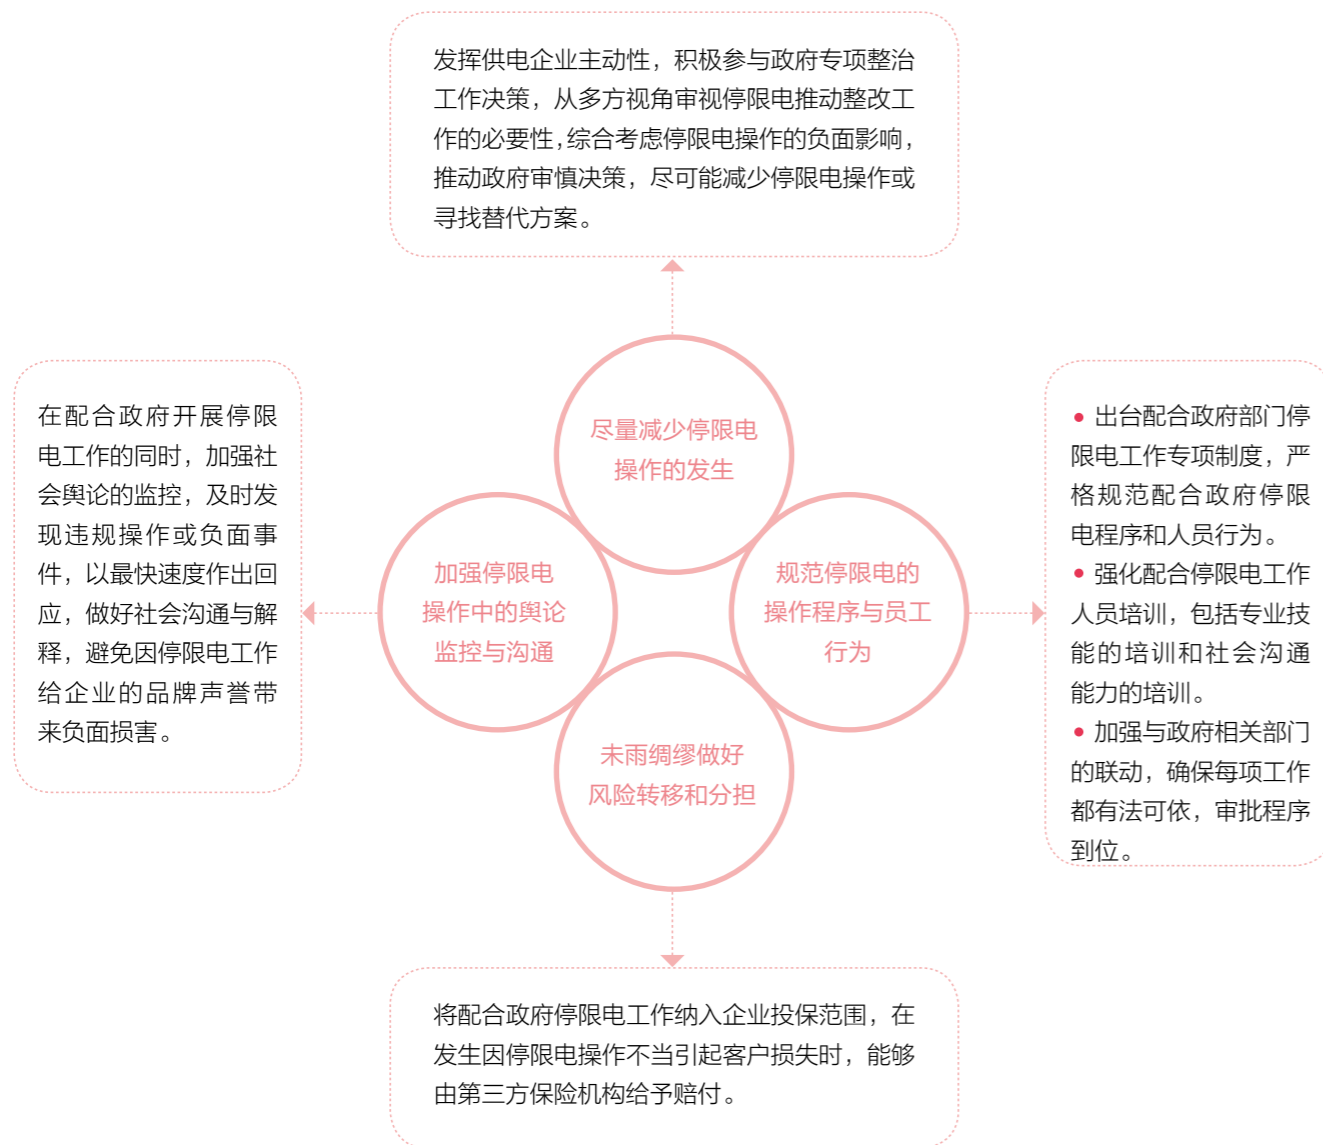 发挥供电企业主动性，积极参与政府专项整治
工作决策，从多方视角审视停限电推动整改工
作的必要性，综合考虑停限电操作的负面影响，
推动政府审慎决策，尽可能减少停限电操作或
寻找替代方案。
尽量减少停限电
操作的发生
在配合政府开展停限
电工作的同时，加强社
会舆论的监控，及时发
现违规操作或负面事
件，以最快速度作出回
应，做好社会沟通与解
释，避免因停限电工作
给企业的品牌声誉带
来负面损害。
加强停限电
操作中的舆论
监控与沟通
规范停限电的
操作程序与员工
行为
• 出台配合政府部门停
限电工作专项制度，严
格规范配合政府停限
电程序和人员行为。
• 强化配合停限电工作
人员培训，包括专业技
能的培训和社会沟通
能力的培训。
• 加强与政府相关部门
的联动，确保每项工作
都有法可依，审批程序
到位。
未雨绸缪做好
风险转移和分担
将配合政府停限电工作纳入企业投保范围，在
发生因停限电操作不当引起客户损失时，能够
由第三方保险机构给予赔付。